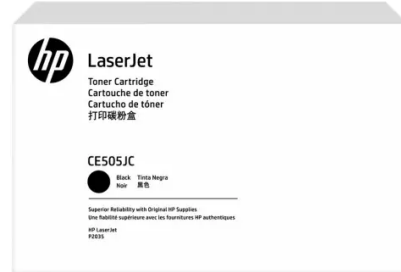 hp
LaserJet
Toner Cartridge
Cartouche de toner
Cartucho de tóner
打印碳粉盒
CE505JC
Black Tinta Negra
Noir 黑色
Superior Reliability with Original HP Supplies
Une fiabilité supérieure avec les fournitures HP authentiques
HP LaserJet
P2035